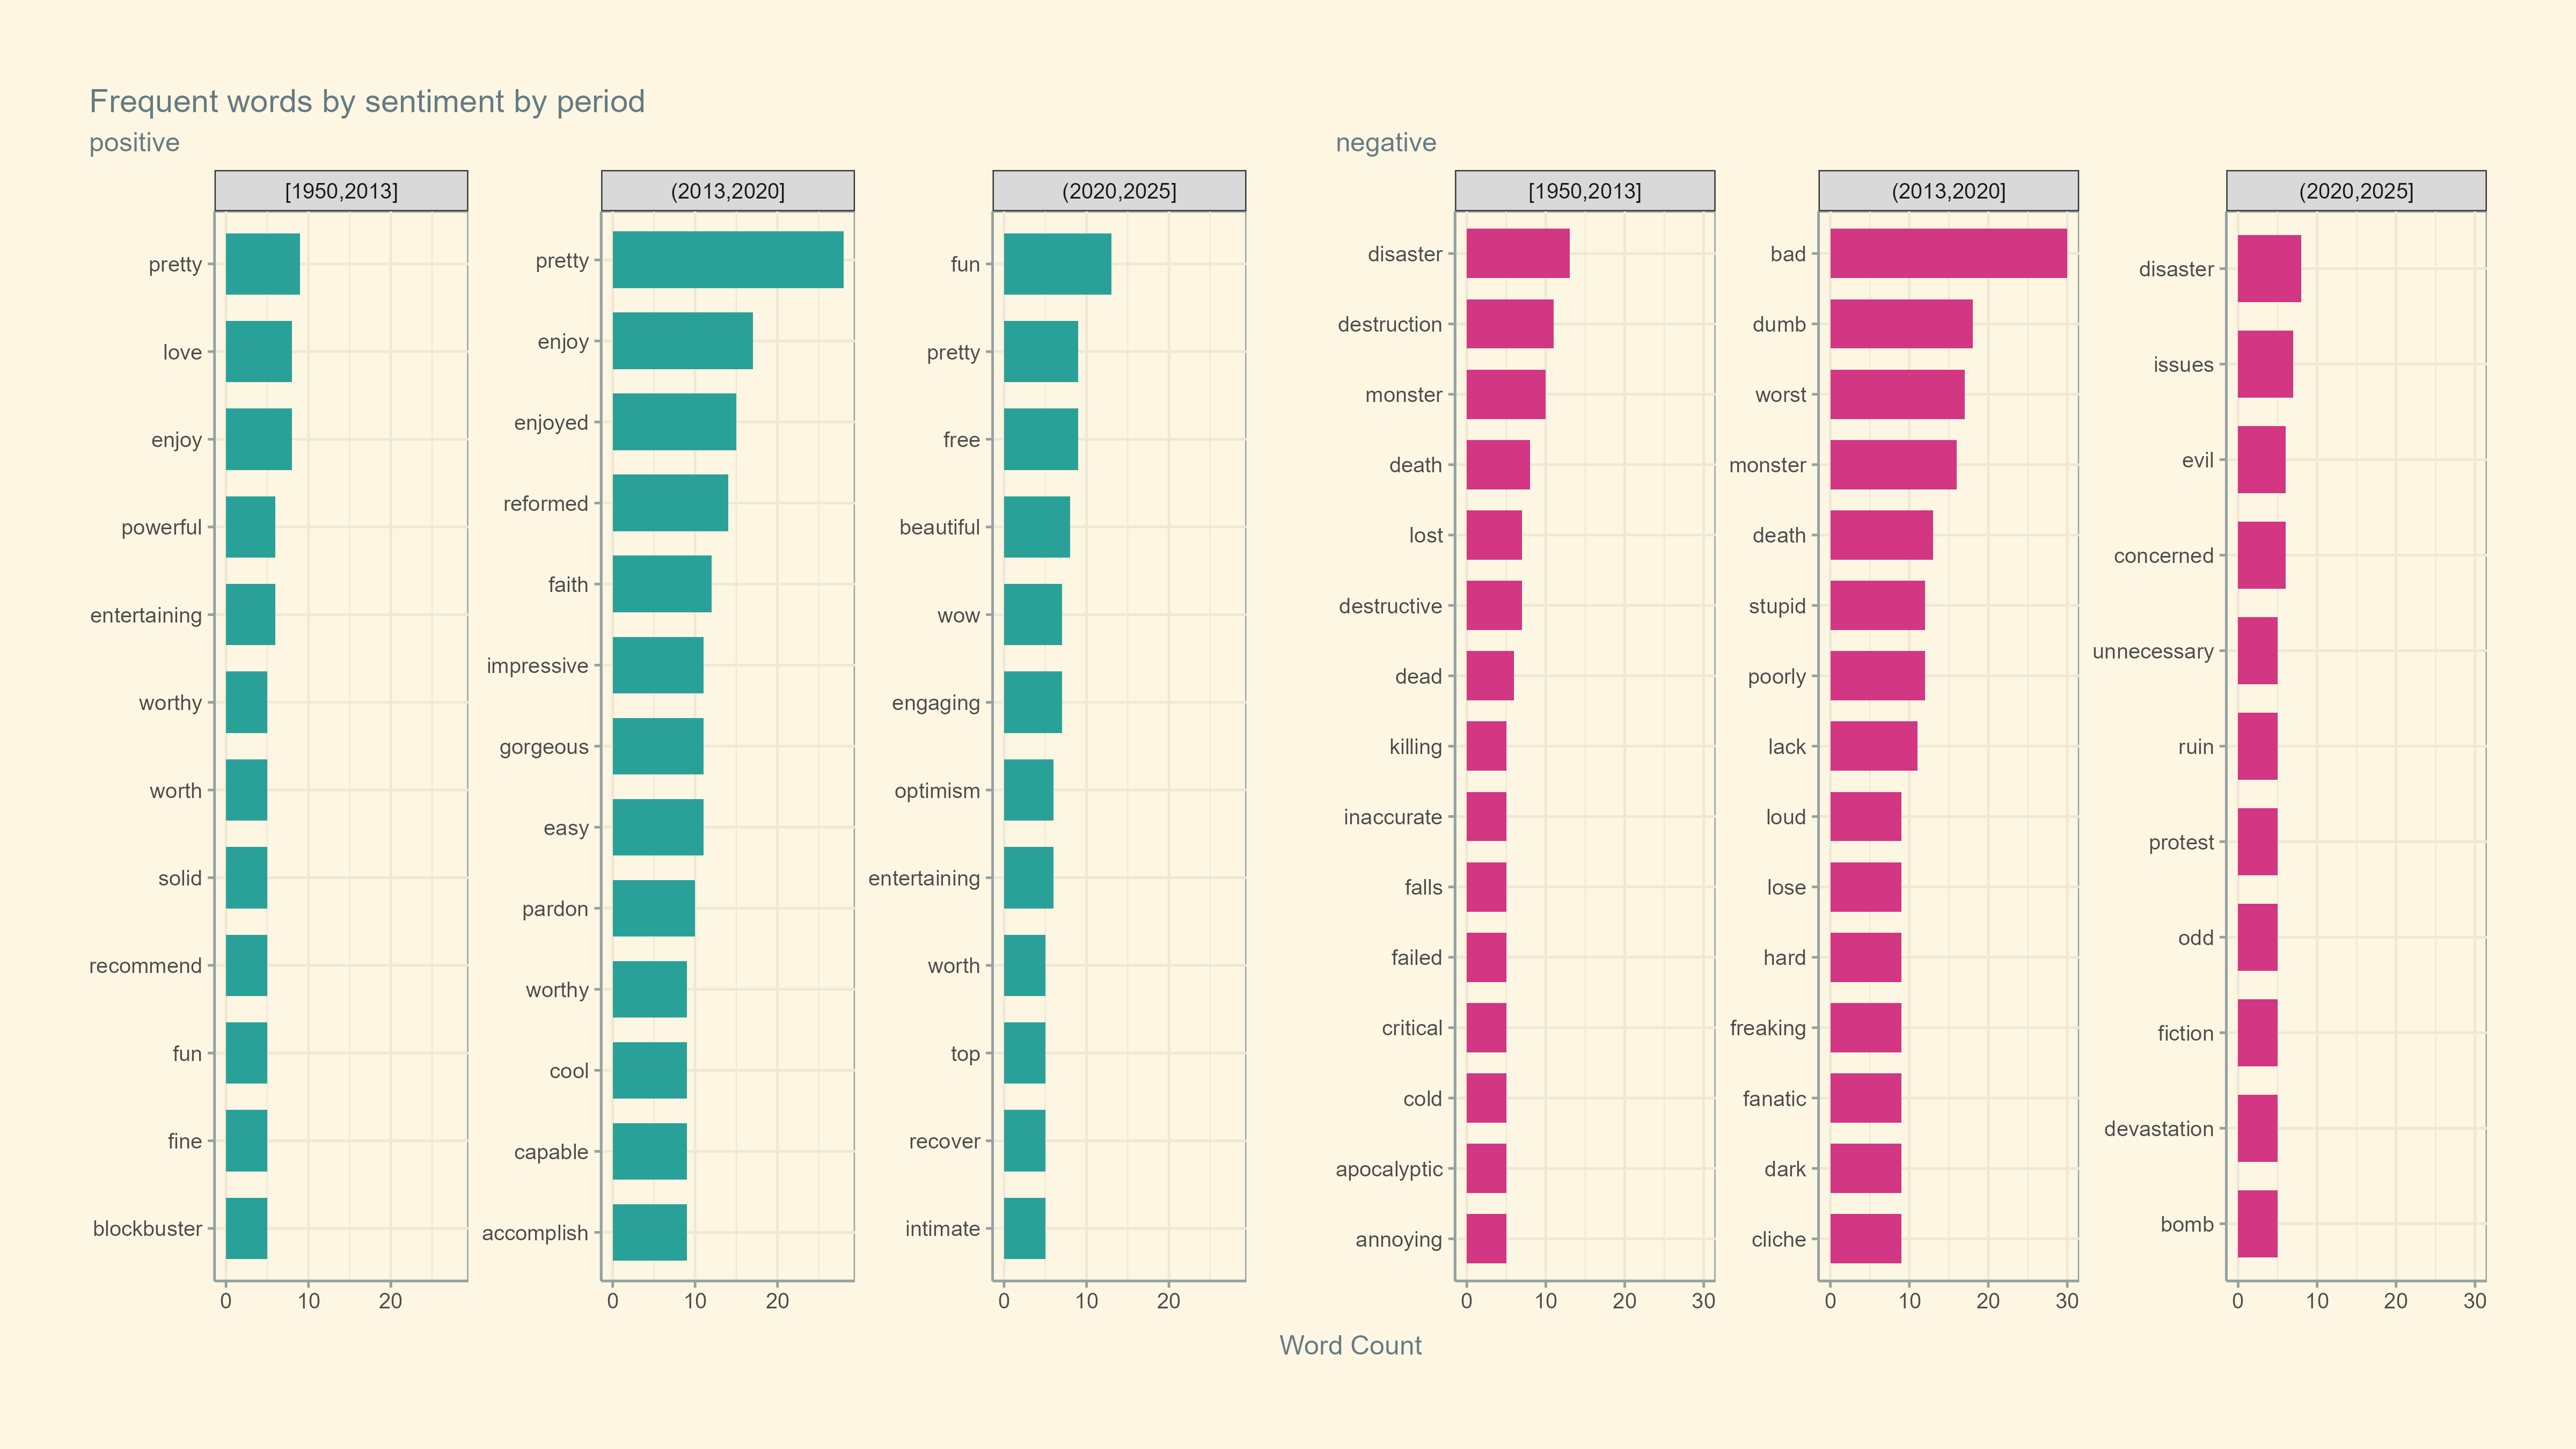 Frequent words by sentiment by period
positive
[1950,2013]
pretty
love
enjoy
powerful
entertaining
worthy
worth
solid
recommend
fun
fine
blockbuster
0 10 20
(2013,2020]
pretty
enjoy
enjoyed
reformed
faith
impressive
gorgeous
easy
pardon
worthy
cool
capable
accomplish
0 10 20
(2020,2025]
fun
pretty
free
beautiful
wow
engaging
optimism
entertaining
worth
top
recover
intimate
0 10 20
negative
[1950,2013]
disaster
destruction
monster
death
lost
destructive
dead
killing
inaccurate
falls
failed
critical
cold
apocalyptic
annoying
0 10 20 30
(2013,2020]
bad
dumb
worst
monster
death
stupid
poorly
lack
loud
lose
hard
freaking
fanatic
dark
cliche
0 10 20 30
(2020,2025]
disaster
issues
evil
concerned
unnecessary
ruin
protest
odd
fiction
devastation
bomb
0 10 20 30
Word Count